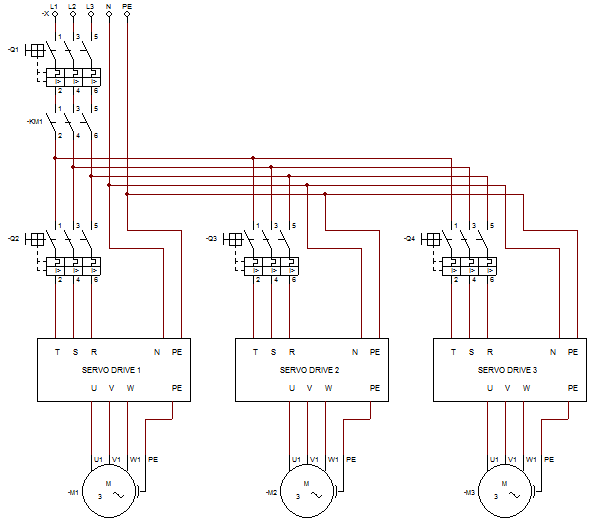 L1 L2 L3 N PE
-X
1 3 5
-Q1
I> I> I>
2 4 6
1 3 5
-KM1
2 4 6
1 3 5 1 3 5 1 3 5
-Q2 -Q3 -Q4
I> I> I> I> I> I> I> I> I>
2 4 6 2 4 6 2 4 6
T S R N PE T S R N PE T S R N PE
SERVO DRIVE 1 SERVO DRIVE 2 SERVO DRIVE 3
U V W PE U V W PE U V W PE
U1 V1 W1 PE U1 V1 W1 PE U1 V1 W1 PE
M M M
-M1 3 -M2 3 -M3 3